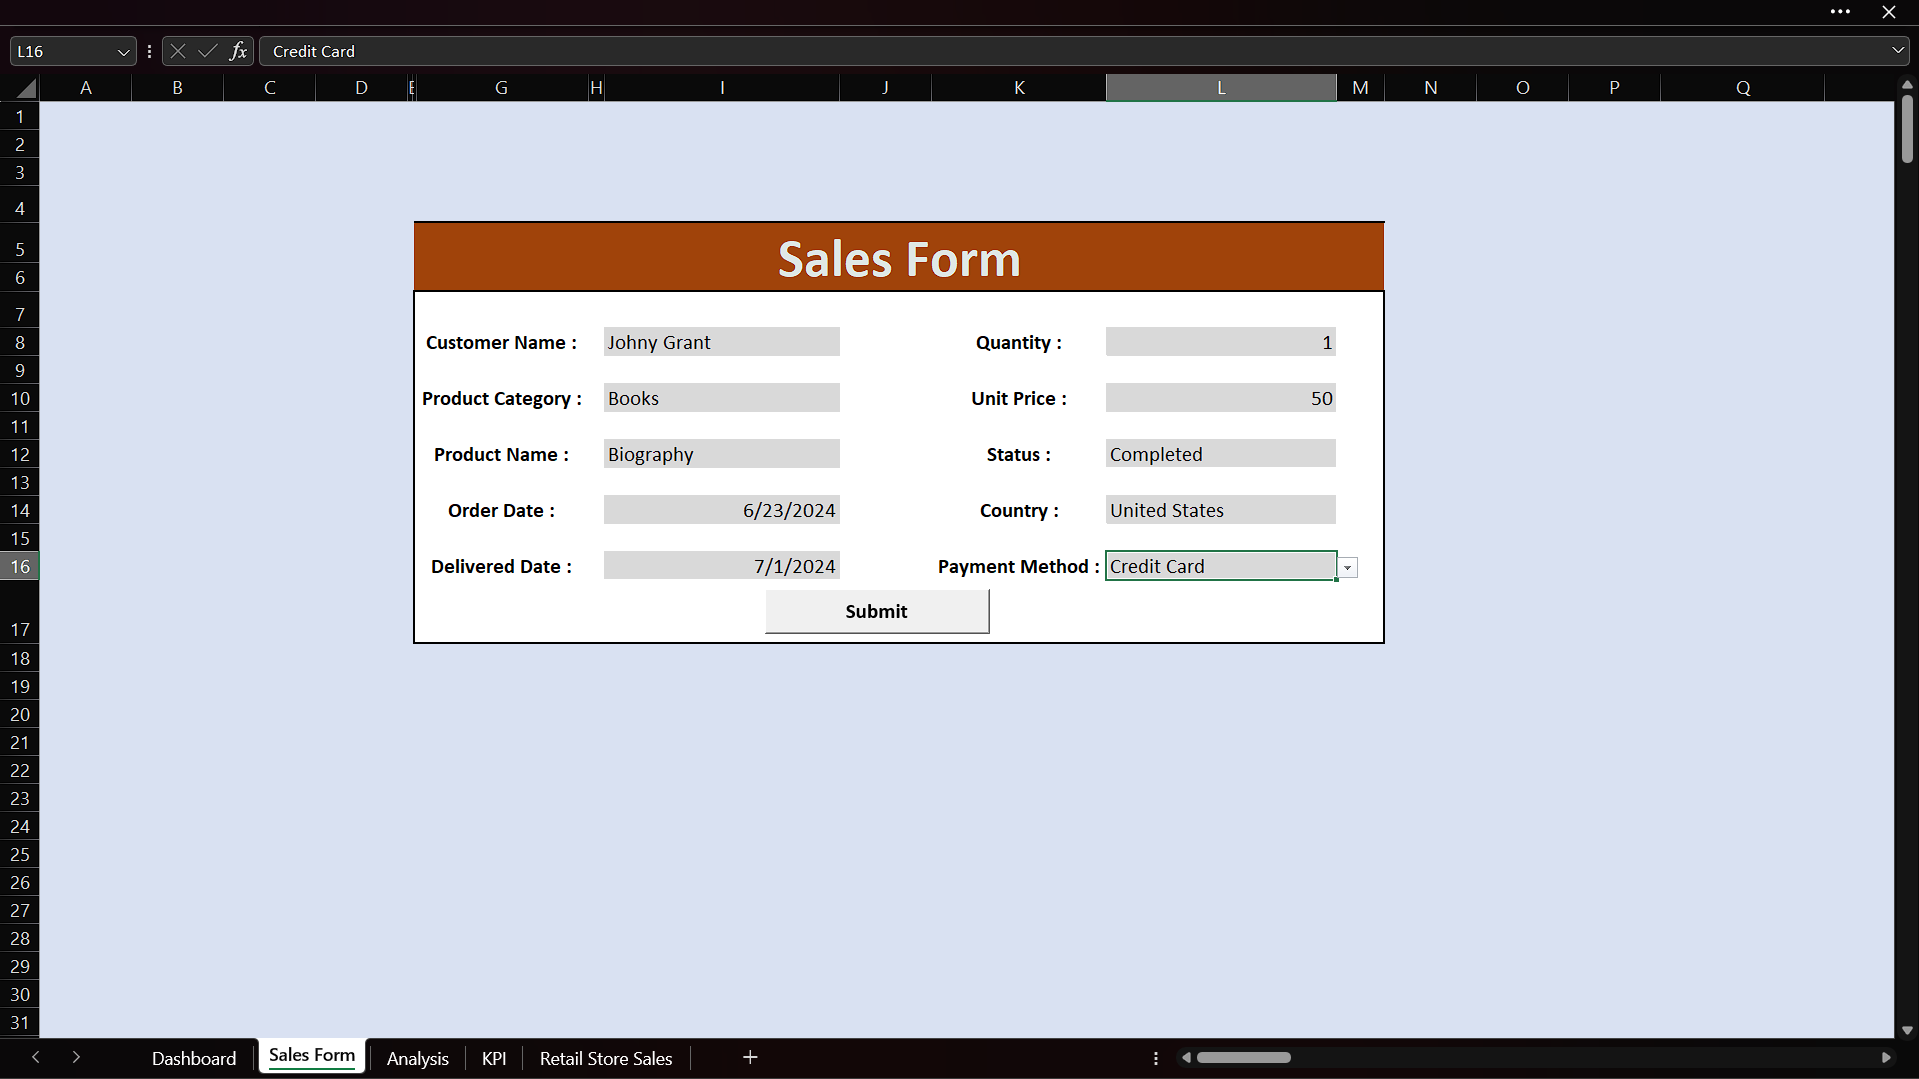 L16
fx Credit Card
A B C D E G H I J K L M N O P Q
1
2
3
4
5
Sales Form
6
7
8 Customer Name : Johny Grant Quantity : 1
9
10 Product Category : Books Unit Price : 50
11
12 Product Name : Biography Status : Completed
13
14 Order Date : 6/23/2024 Country : United States
15
16 Delivered Date : 7/1/2024 Payment Method : Credit Card
Submit
17
18
19
20
21
22
23
24
25
26
27
28
29
30
31
Dashboard Sales Form Analysis KPI Retail Store Sales